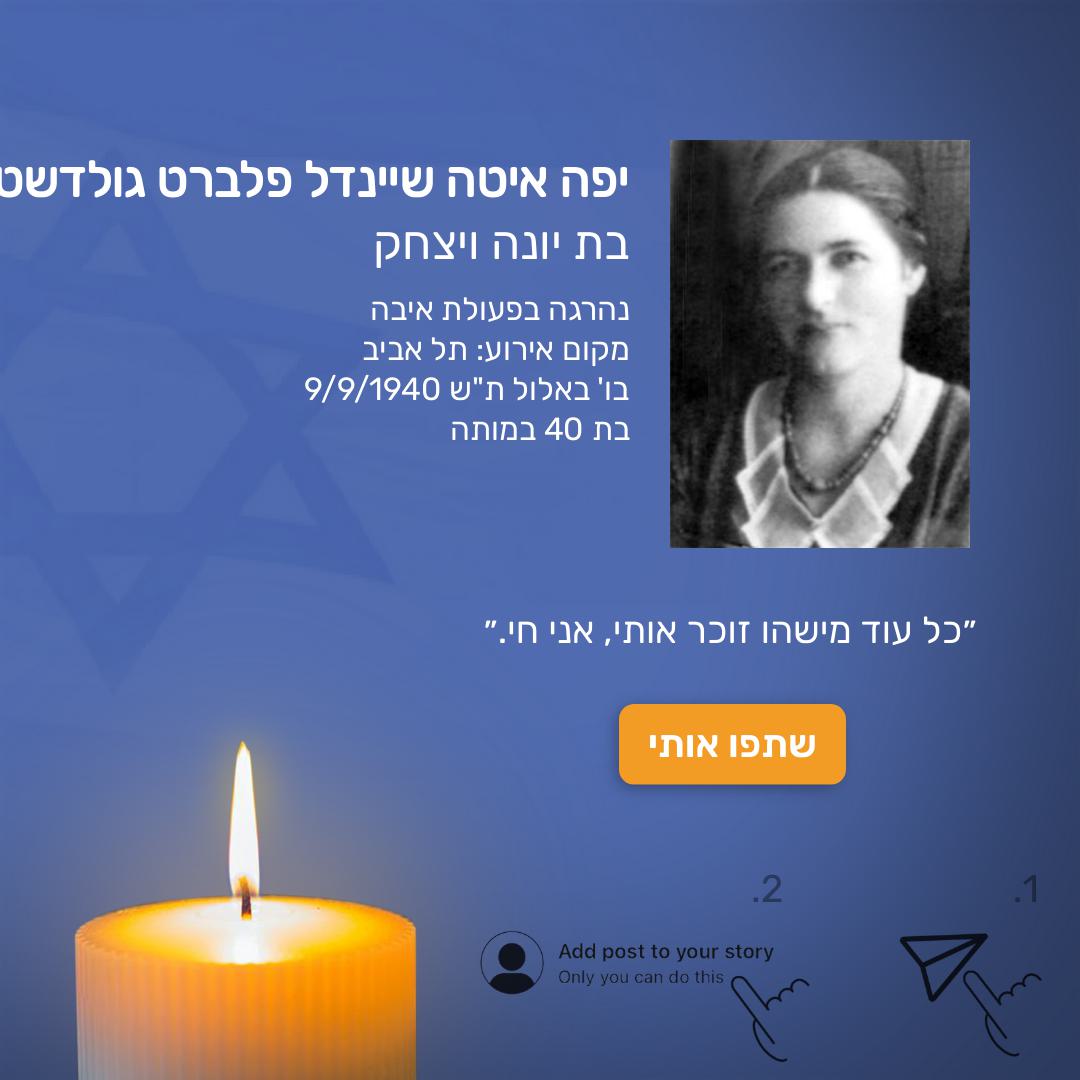 יפה איטה שיינדל פלברט גולדשט
בת יונה ויצחק
נהרגה בפעולת איבה
מקום אירוע: תל אביב
בו' באלול ת"ש 9/9/1940
בת 40 במותה
״כל עוד מישהו זוכר אותי, אני חי.״
שתפו אותי
1.
2.
Add post to your story
Only you can do this